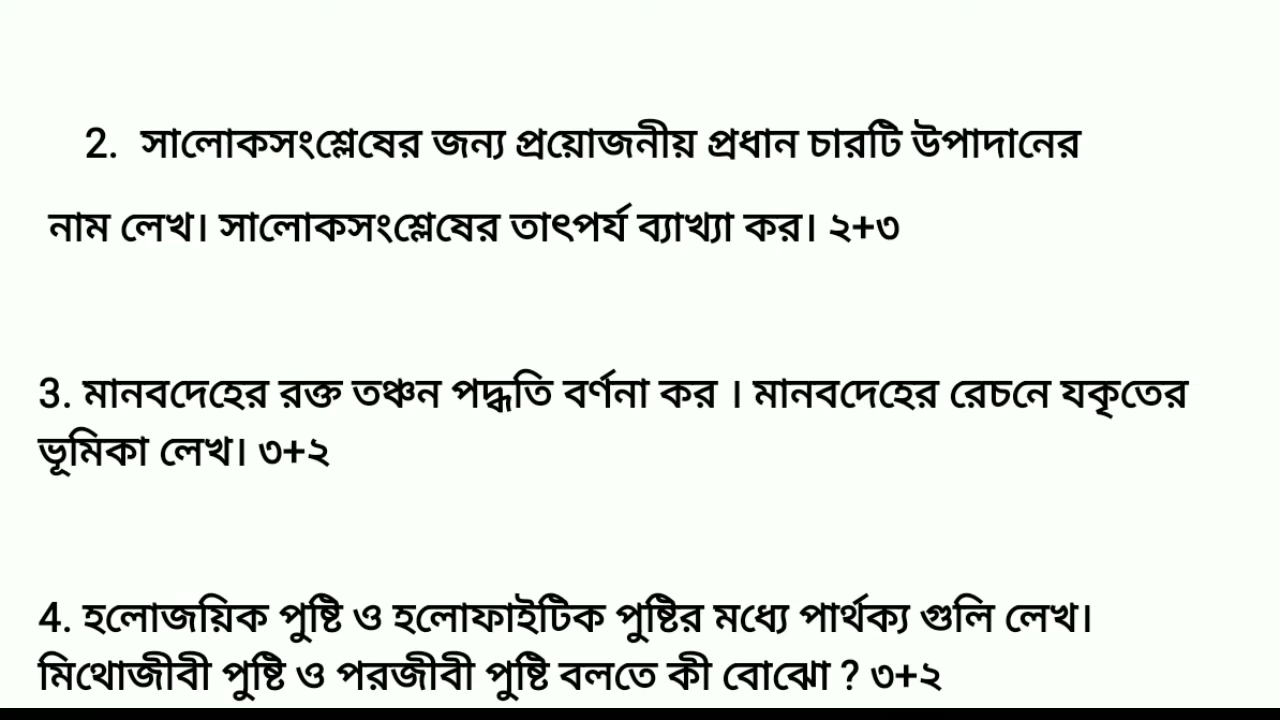 2. সালোকসংশ্লেষের জন্য প্রয়োজনীয় প্রধান চারটি উপাদানের
নাম লেখ। সালোকসংশ্লেষের তাৎপর্য ব্যাখ্যা কর। ২+৩
3. মানবদেহের রক্ত তঞ্চন পদ্ধতি বর্ণনা কর । মানবদেহের রেচনে যকৃতের
ভূমিকা লেখ। ৩+২
4. হলোজয়িক পুষ্টি ও হলোফাইটিক পুষ্টির মধ্যে পার্থক্য গুলি লেখ।
মিথোজীবী পুষ্টি ও পরজীবী পুষ্টি বলতে কী বোঝো ? ৩+২